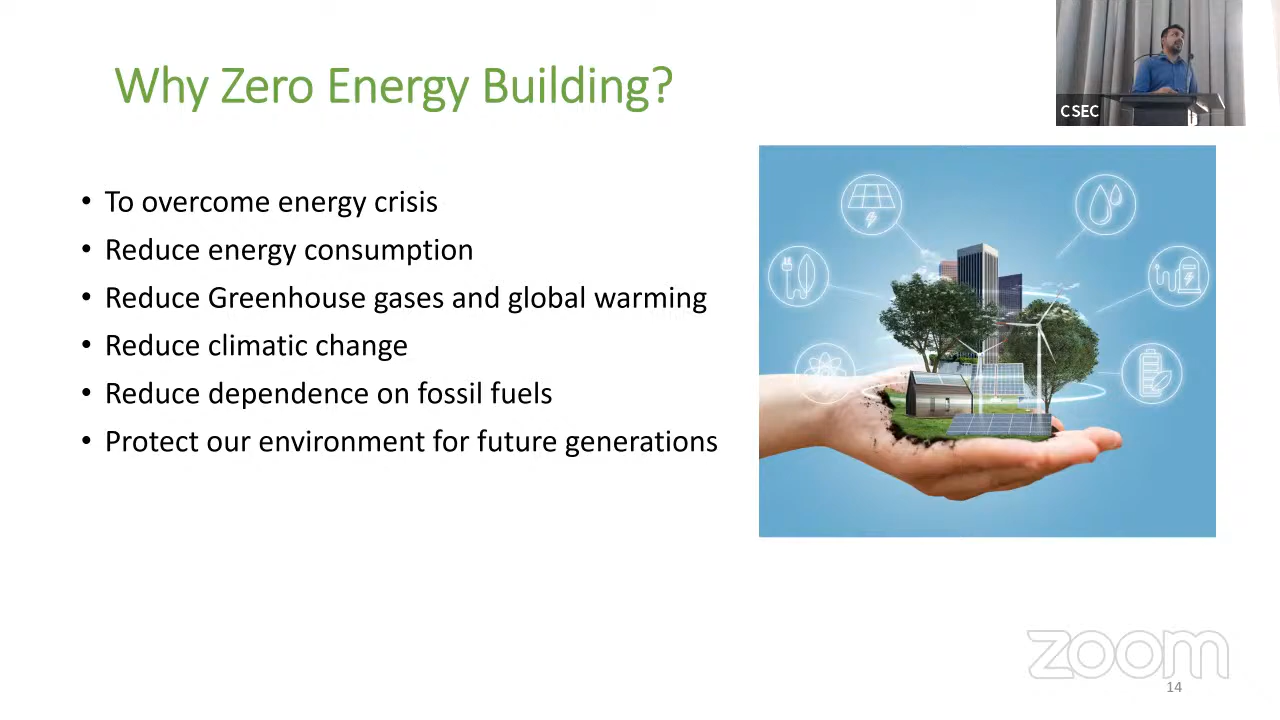 Why Zero Energy Building?
CSEC
• To overcome energy crisis
• Reduce energy consumption
• Reduce Greenhouse gases and global warming
• Reduce climatic change
• Reduce dependence on fossil fuels
• Protect our environment for future generations
zoom
14